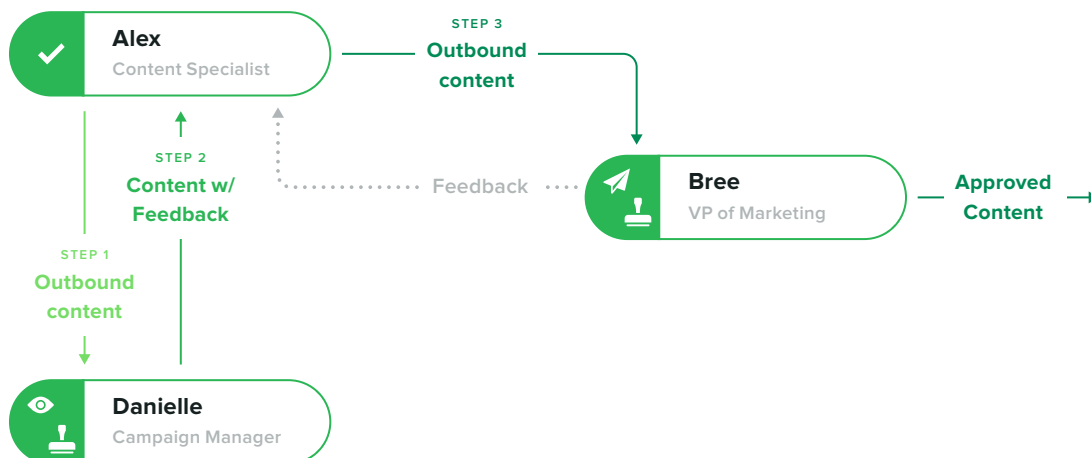 Alex
Content Specialist
STEP 3
Outbound
content
STEP 2
Content w/
Feedback
Feedback
Bree
VP of Marketing
Approved
Content
STEP 1
Outbound
content
Danielle
Campaign Manager